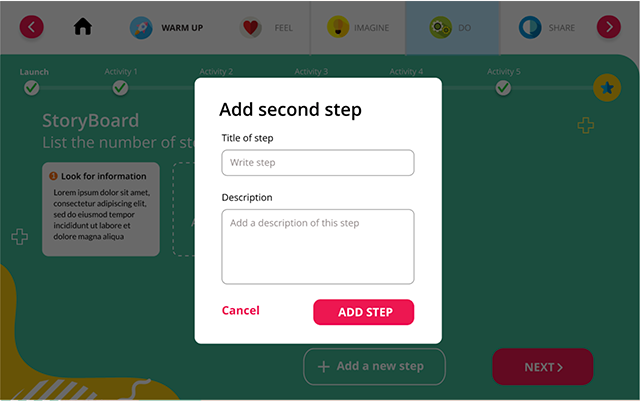 WARM UP
FEEL
IMAGINE
DO
SHARE
Launch
Activity 1
Activity 2
Activity 3
Activity 4
Activity 5
StoryBoard
List the number of
1 Look for information
Lorem ipsum dolor sit amet,
consectetur adipiscing elit,
sed do eiusmod tempor
incididunt ut labore et
dolore magna aliqua
Add second step
Title of step
Write step
Description
Add a description of this step
Cancel
ADD STEP
+ Add a new step
NEXT >